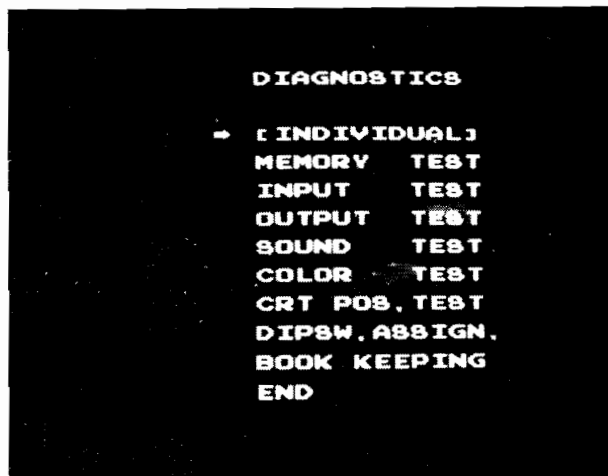 DIAGNOSTICS
➡ [INDIVIDUAL]
MEMORY TEST
INPUT TEST
OUTPUT TEST
SOUND TEST
COLOR TEST
CRT POS.TEST
DIPSW.ASSIGN.
BOOK KEEPING
END